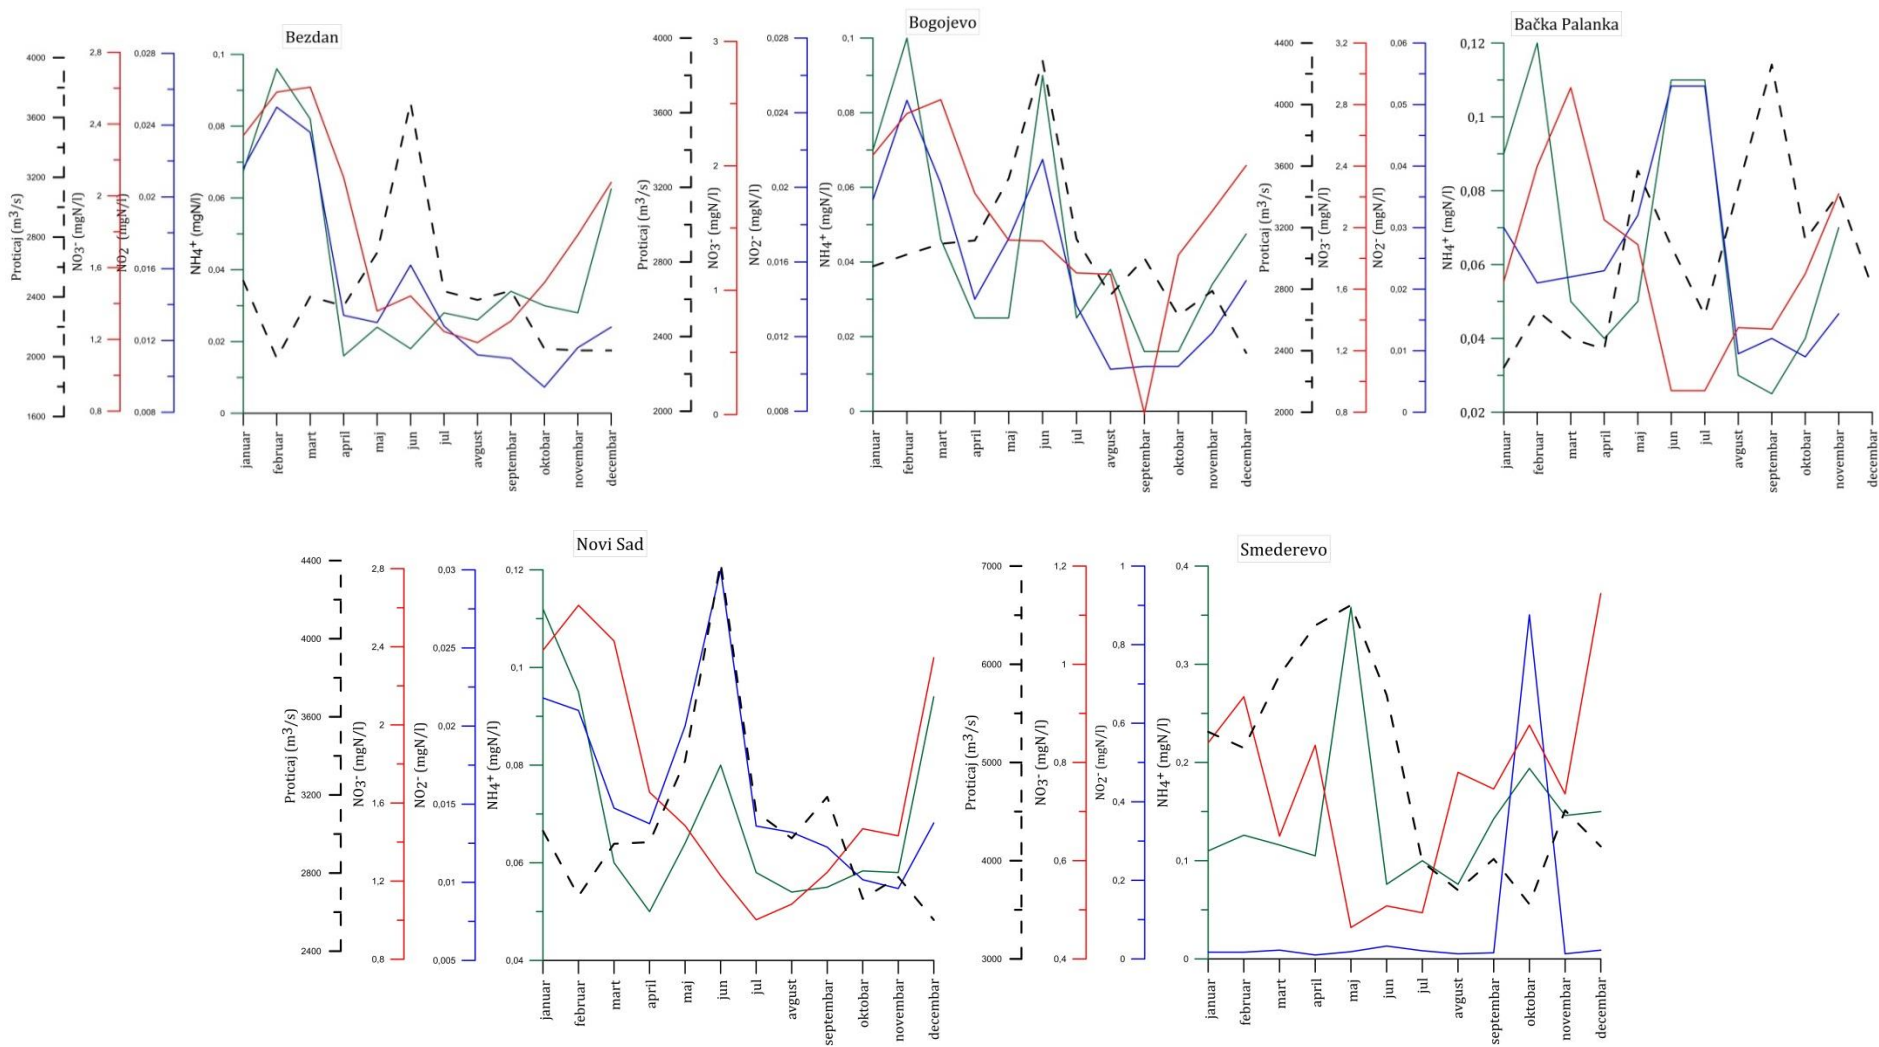 Bezdan
4000
3600
3200
2800
2400
2000
1600
Proticaj (m³/s)
2,8
2,4
2
1,6
1,2
0,8
NO₃⁻ (mgN/l)
0,028
0,024
0,02
0,016
0,012
0,008
NO₂⁻ (mgN/l)
0,1
0,08
0,06
0,04
0,02
0
NH₄⁺ (mgN/l)
januar
februar
mart
april
maj
jun
jul
avgust
septembar
oktobar
novembar
decembar
Bogojevo
4000
3600
3200
2800
2400
2000
Proticaj (m³/s)
3
2
1
0
NO₃⁻ (mgN/l)
0,028
0,024
0,02
0,016
0,012
0,008
NO₂⁻ (mgN/l)
0,1
0,08
0,06
0,04
0,02
0
NH₄⁺ (mgN/l)
januar
februar
mart
april
maj
jun
jul
avgust
septembar
oktobar
novembar
decembar
Bačka Palanka
4400
4000
3600
3200
2800
2400
2000
Proticaj (m³/s)
3,2
2,8
2,4
2
1,6
1,2
0,8
NO₃⁻ (mgN/l)
0,06
0,05
0,04
0,03
0,02
0,01
0
NO₂⁻ (mgN/l)
0,12
0,1
0,08
0,06
0,04
0,02
NH₄⁺ (mgN/l)
januar
februar
mart
april
maj
jun
jul
avgust
septembar
oktobar
novembar
decembar
Novi Sad
4400
4000
3600
3200
2800
2400
Proticaj (m³/s)
2,8
2,4
2
1,6
1,2
0,8
NO₃⁻ (mgN/l)
0,03
0,025
0,02
0,015
0,01
0,005
NO₂⁻ (mgN/l)
0,12
0,1
0,08
0,06
0,04
NH₄⁺ (mgN/l)
januar
februar
mart
april
maj
jun
jul
avgust
septembar
oktobar
novembar
decembar
Smederevo
7000
6000
5000
4000
3000
Proticaj (m³/s)
1,2
1
0,8
0,6
0,4
NO₃⁻ (mgN/l)
1
0,8
0,6
0,4
0,2
0
NO₂⁻ (mgN/l)
0,4
0,3
0,2
0,1
0
NH₄⁺ (mgN/l)
januar
februar
mart
april
maj
jun
jul
avgust
septembar
oktobar
novembar
decembar